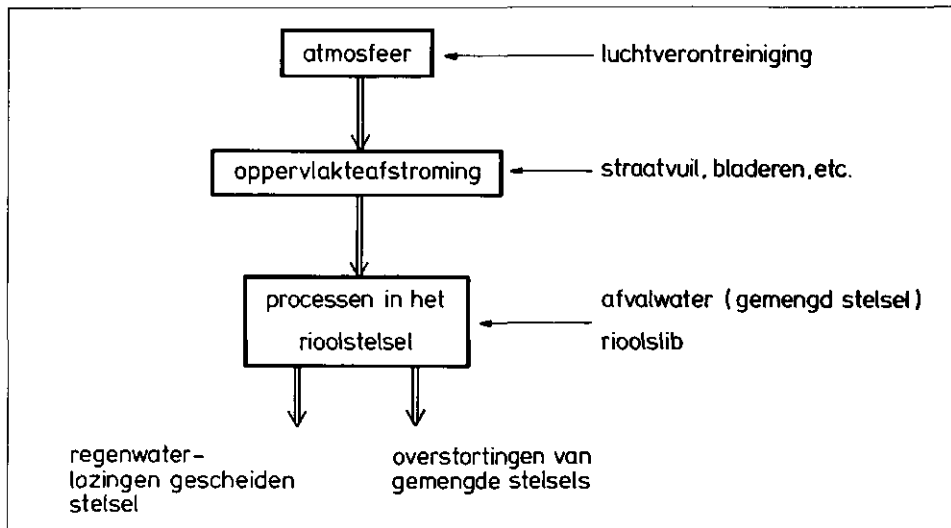 atmosfeer
luchtverontreiniging
oppervlakteafstroming
straatvuil, bladeren, etc.
processen in het
rioolstelsel
afvalwater (gemengd stelsel)
rioolslib
regenwater-
lozingen gescheiden
stelsel
overstortingen van
gemengde stelsels